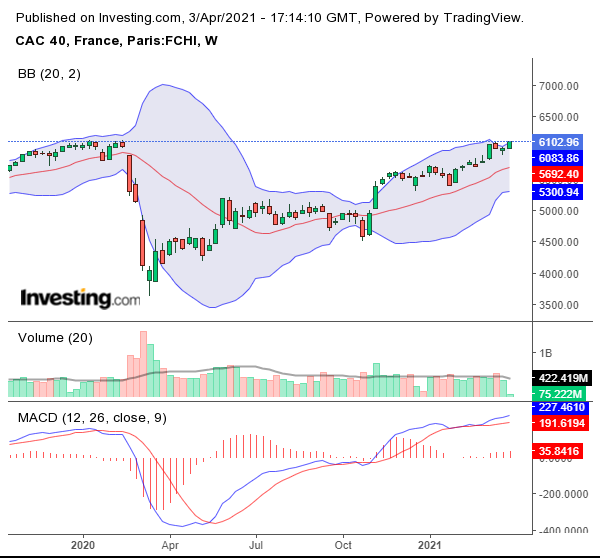 Published on Investing.com, 3/Apr/2021 - 17:14:10 GMT, Powered by TradingView.
CAC 40, France, Paris:FCHI, W
BB (20, 2)
7000.00
6500.00
6102.96
6083.86
5692.40
5300.94
5000.00
4500.00
4000.00
3500.00
Investing.com
Volume (20)
1B
422.419M
75.222M
MACD (12, 26, close, 9)
227.4610
191.6194
35.8416
-200.0000
-400.0000
2020 Apr Jul Oct 2021